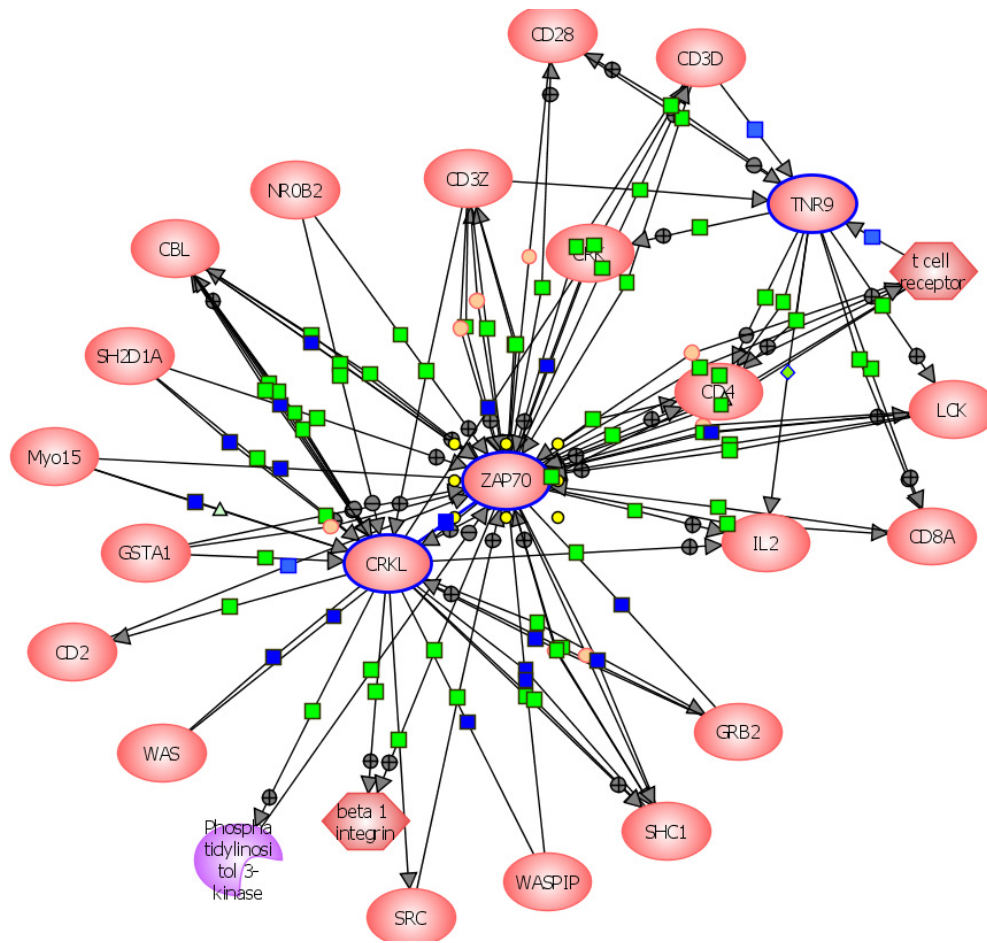 CD28
CD3D
NR0B2
CD3Z
TNR9
CBL
t cell
receptor
SH2D1A
CD4
LCK
Myo15
ZAP70
GSTA1
CRKL
IL2
CD8A
CD2
WAS
GRB2
Phospha
tidylinosi
tol 3-
kinase
beta 1
integrin
SHC1
WASPIP
SRC